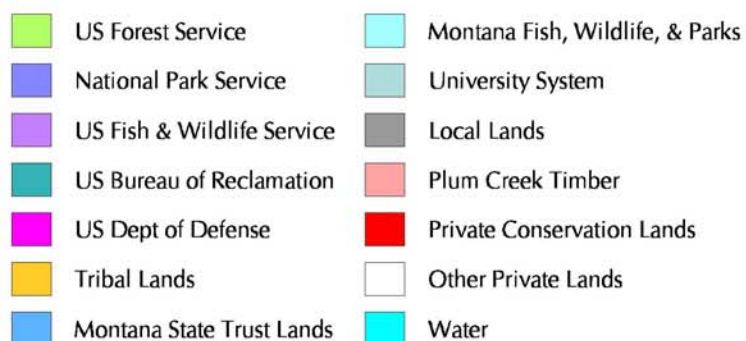 US Forest Service
National Park Service
US Fish & Wildlife Service
US Bureau of Reclamation
US Dept of Defense
Tribal Lands
Montana State Trust Lands
Montana Fish, Wildlife, & Parks
University System
Local Lands
Plum Creek Timber
Private Conservation Lands
Other Private Lands
Water